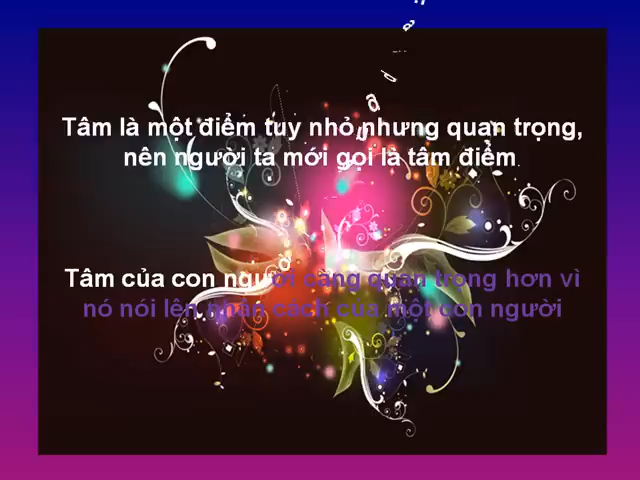 Tâm là một điểm tuy nhỏ nhưng quan trọng,
nên người ta mới gọi là tâm điểm
Tâm của con người càng quan trọng hơn vì
nó nói lên nhân cách của một con người